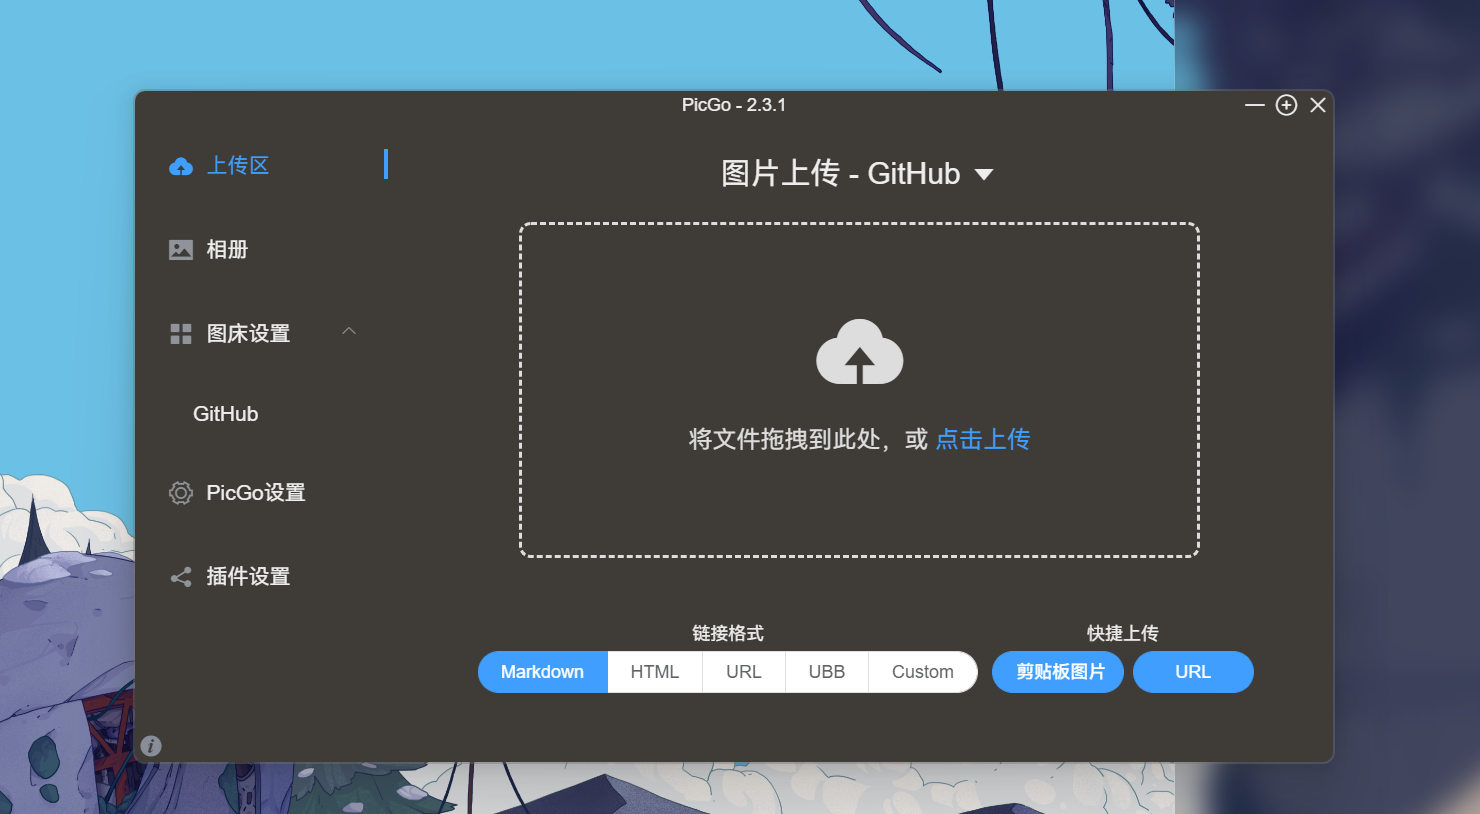 PicGo - 2.3.1
上传区
相册
图床设置
GitHub
PicGo设置
插件设置
图片上传 - GitHub
将文件拖拽到此处，或 点击上传
链接格式
Markdown HTML URL UBB Custom
快捷上传
剪贴板图片 URL
i